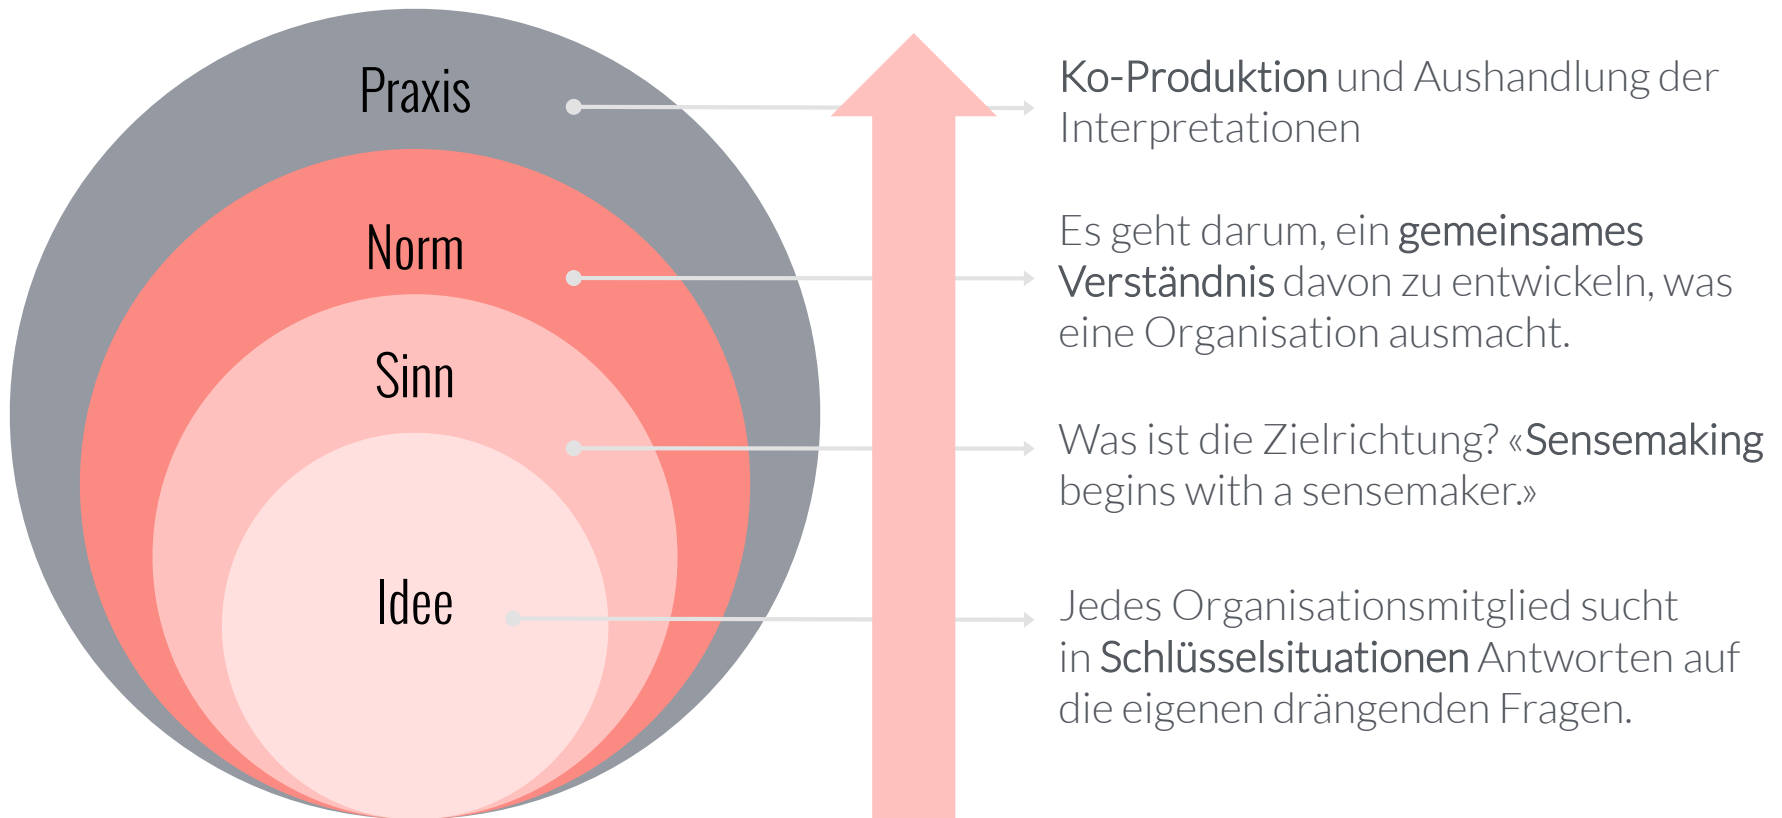 Praxis
Ko-Produktion und Aushandlung der
Interpretationen
Norm
Es geht darum, ein gemeinsames
Verständnis davon zu entwickeln, was
eine Organisation ausmacht.
Sinn
Was ist die Zielrichtung? «Sensemaking
begins with a sensemaker.»
Idee
Jedes Organisationsmitglied sucht
in Schlüsselsituationen Antworten auf
die eigenen drängenden Fragen.